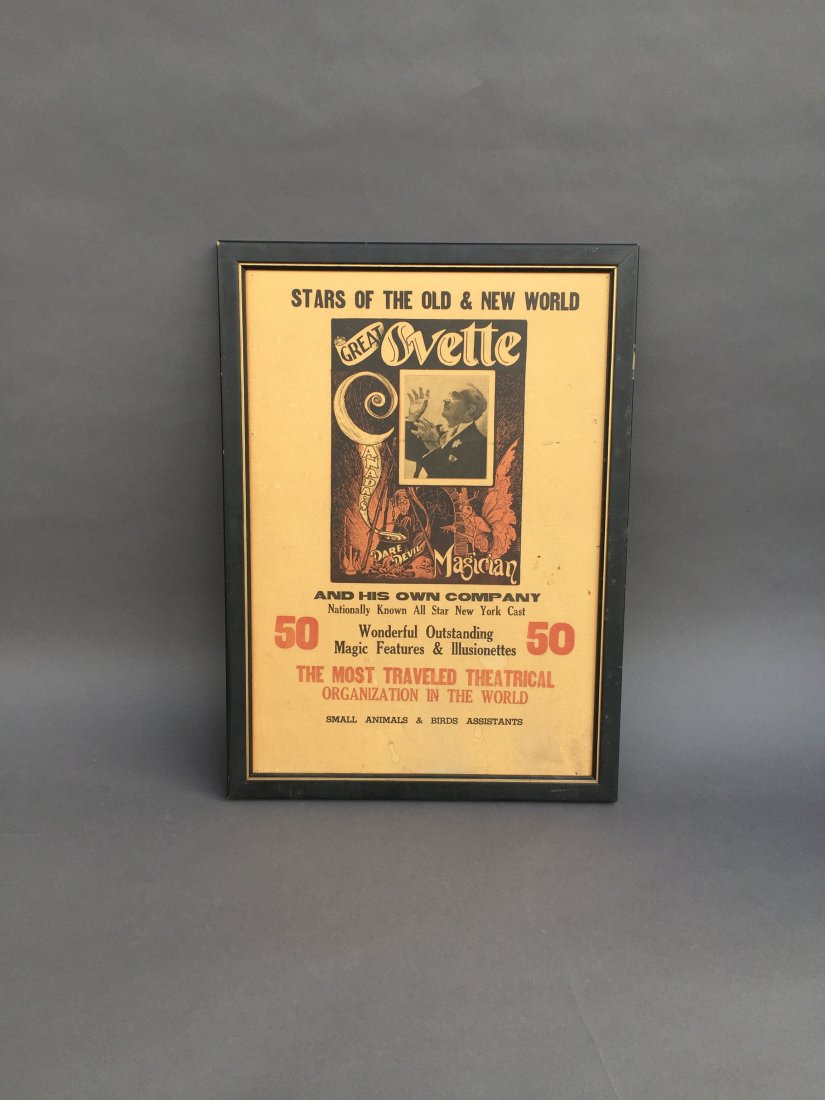 STARS OF THE OLD & NEW WORLD
The GREAT Ovette
CANADA'S
DARE DEVIL
Magician
AND HIS OWN COMPANY
Nationally Known All Star New York Cast
50 Wonderful Outstanding 50
Magic Features & Illusionettes
THE MOST TRAVELED THEATRICAL
ORGANIZATION IN THE WORLD
SMALL ANIMALS & BIRDS ASSISTANTS